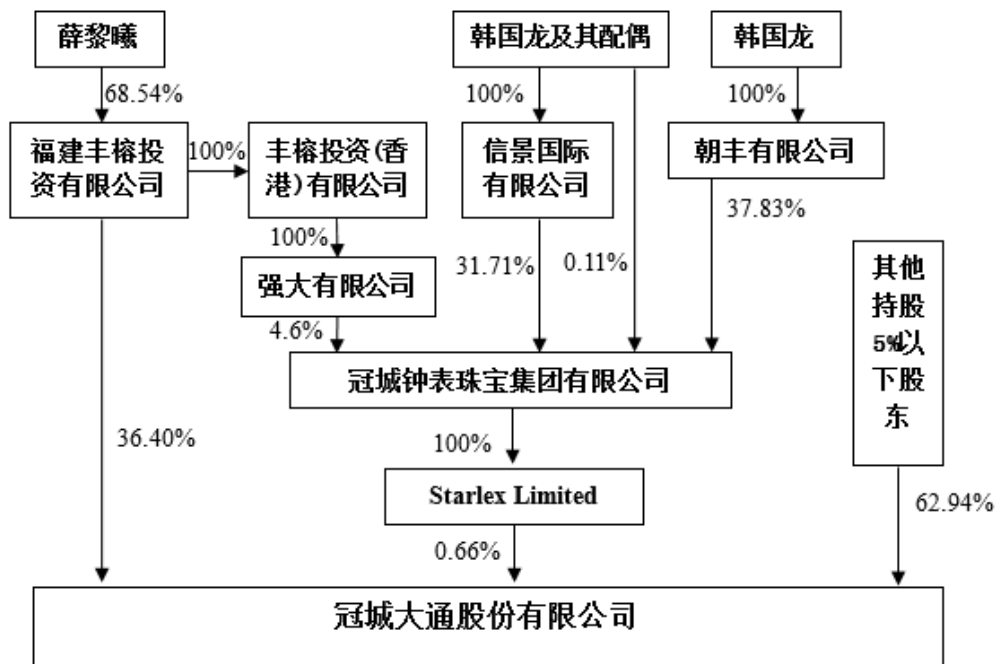 薛黎曦
韩国龙及其配偶
韩国龙
68.54%
100%
100%
福建丰榕投
资有限公司
100%
丰榕投资(香
港)有限公司
信景国际
有限公司
朝丰有限公司
37.83%
100%
31.71%
0.11%
强大有限公司
4.6%
其他
持股
5%以
下股
东
冠城钟表珠宝集团有限公司
36.40%
100%
Starlex Limited
62.94%
0.66%
冠城大通股份有限公司